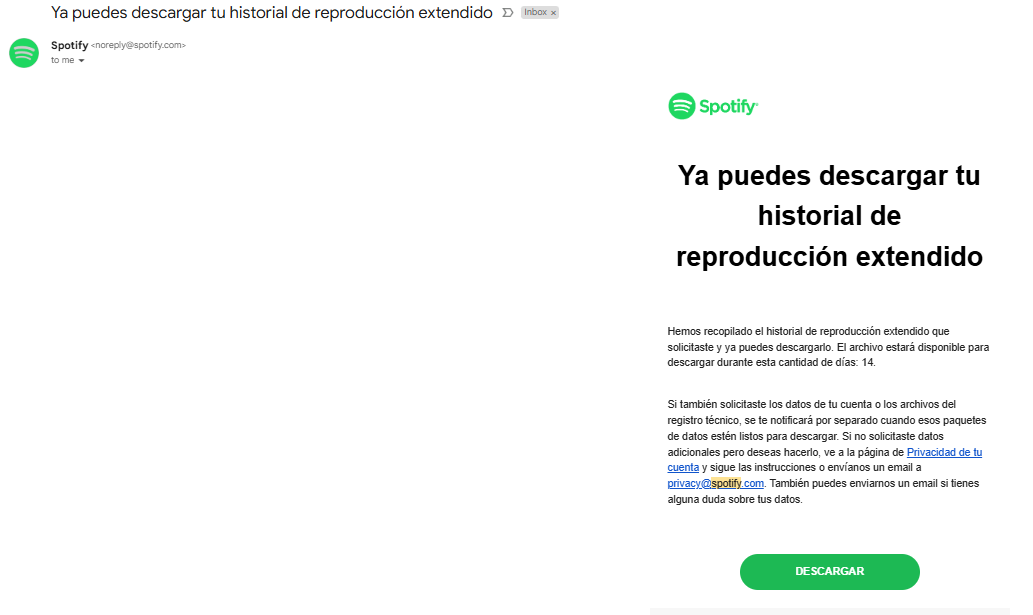 Ya puedes descargar tu historial de reproducción extendido
Inbox ×
Spotify <noreply@spotify.com>
to me
Spotify
Ya puedes descargar tu
historial de
reproducción extendido
Hemos recopilado el historial de reproducción extendido que
solicitaste y ya puedes descargarlo. El archivo estará disponible para
descargar durante esta cantidad de días: 14.
Si también solicitaste los datos de tu cuenta o los archivos del
registro técnico, se te notificará por separado cuando esos paquetes
de datos estén listos para descargar. Si no solicitaste datos
adicionales pero deseas hacerlo, ve a la página de Privacidad de tu
cuenta y sigue las instrucciones o envíanos un email a
privacy@spotify.com. También puedes enviarnos un email si tienes
alguna duda sobre tus datos.
DESCARGAR